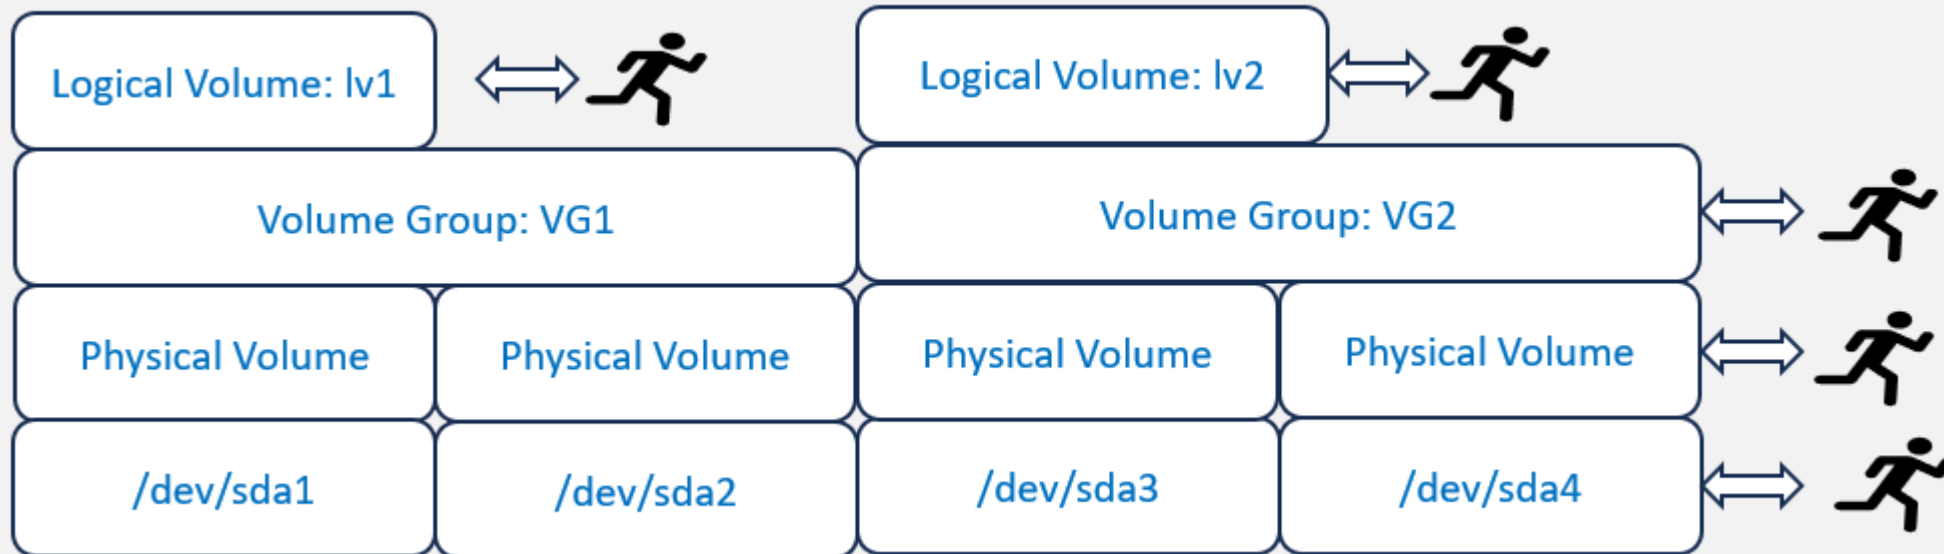 Logical Volume: lv1
Logical Volume: lv2
Volume Group: VG1
Volume Group: VG2
Physical Volume
Physical Volume
Physical Volume
Physical Volume
/dev/sda1
/dev/sda2
/dev/sda3
/dev/sda4